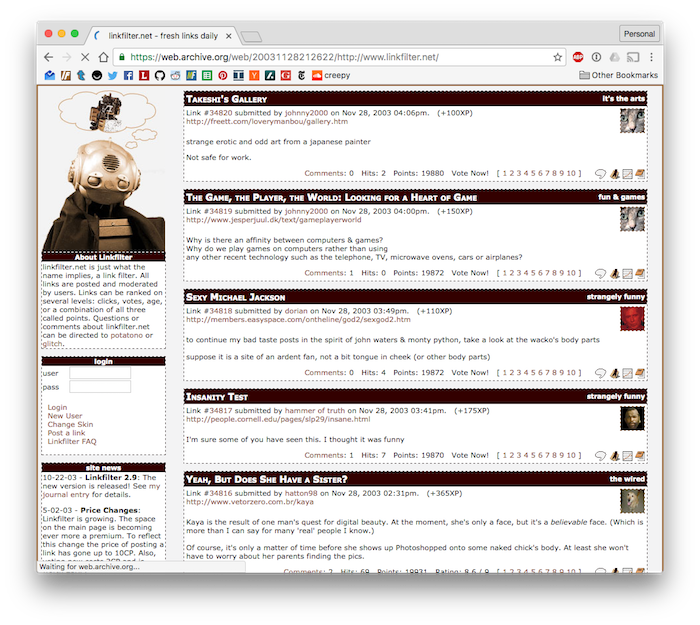 linkfilter.net - fresh links daily
Personal
https://web.archive.org/web/20031128212622/http://www.linkfilter.net/
ABP
creepy
Other Bookmarks
About Linkfilter
linkfilter.net is just what the
name implies, a link filter. All
links are posted and moderated
by users. Links can be ranked on
several levels: clicks, votes, age,
or a combination of all three
called points. Questions or
comments about linkfilter.net
can be directed to potatono or
glitch.
login
user
pass
Login
New User
Change Skin
Post a link
Linkfilter FAQ
site news
10-22-03 - Linkfilter 2.9: The
new version is released! See my
journal entry for details.
5-02-03 - Price Changes:
Linkfilter is growing. The space
on the main page is becoming
ever more a premium. To reflect
this change the price of posting a
link has gone up to 10CP. Also,
Waiting for web.archive.org...
Takeshi's Gallery It's the arts
Link #34820 submitted by johnny2000 on Nov 28, 2003 04:06pm. (+100XP)
http://freett.com/loverymanbou/gallery.htm
strange erotic and odd art from a japanese painter
Not safe for work.
Comments: 0 Hits: 2 Points: 19880 Vote Now! [ 1 2 3 4 5 6 7 8 9 10 ]
The Game, the Player, the World: Looking for a Heart of Game fun & games
Link #34819 submitted by johnny2000 on Nov 28, 2003 04:00pm. (+150XP)
http://www.jesperjuul.dk/text/gameplayerworld
Why is there an affinity between computers & games?
Why do we play games on computers rather than using
any other recent technology such as the telephone, TV, microwave ovens, cars or airplanes?
Comments: 1 Hits: 0 Points: 19872 Vote Now! [ 1 2 3 4 5 6 7 8 9 10 ]
Sexy Michael Jackson strangely funny
Link #34818 submitted by dorian on Nov 28, 2003 03:49pm. (+110XP)
http://members.easyspace.com/ontheline/god2/sexgod2.htm
to continue my bad taste posts in the spirit of john waters & monty python, take a look at the wacko's body parts
suppose it is a site of an ardent fan, not a bit tongue in cheek (or other body parts)
Comments: 0 Hits: 4 Points: 19872 Vote Now! [ 1 2 3 4 5 6 7 8 9 10 ]
Insanity Test strangely funny
Link #34817 submitted by hammer of truth on Nov 28, 2003 03:41pm. (+175XP)
http://people.cornell.edu/pages/slp29/insane.html
I'm sure some of you have seen this. I thought it was funny
Comments: 1 Hits: 7 Points: 19870 Vote Now! [ 1 2 3 4 5 6 7 8 9 10 ]
Yeah, But Does She Have a Sister? the wired
Link #34816 submitted by hatton98 on Nov 28, 2003 02:31pm. (+365XP)
http://www.vetorzero.com.br/kaya
Kaya is the result of one man's quest for digital beauty. At the moment, she's only a face, but it's a believable face. (Which is
more than I can say for many 'real' people I know.)
Of course, it's only a matter of time before she shows up Photoshopped onto some naked chick's body. At least she won't
have to worry about her parents finding the pics.
Comments: 2 Hits: 69 Points: 19931 Rating: 8.6 / 9